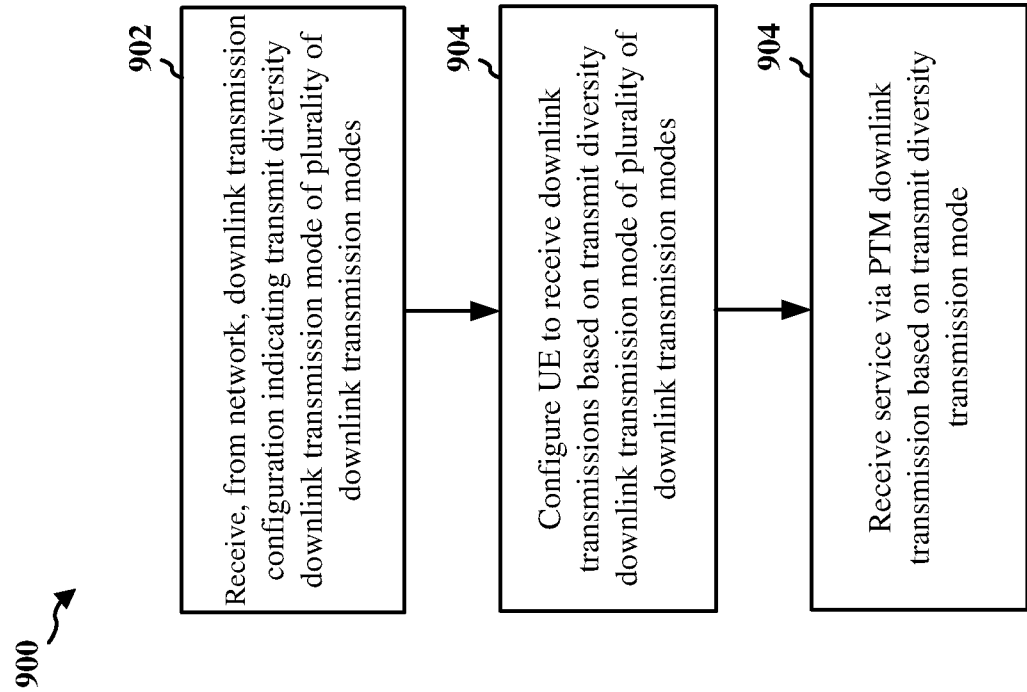 900
902
Receive, from network, downlink transmission
configuration indicating transmit diversity
downlink transmission mode of plurality of
downlink transmission modes
904
Configure UE to receive downlink
transmissions based on transmit diversity
downlink transmission mode of plurality of
downlink transmission modes
904
Receive service via PTM downlink
transmission based on transmit diversity
transmission mode